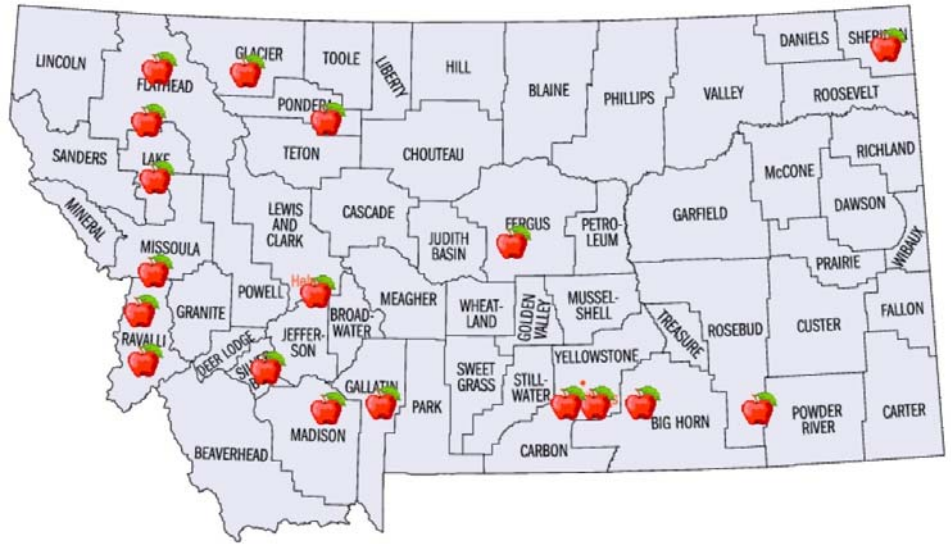 LINCOLN
FLATHEAD
GLACIER
TOOLE
LIBERTY
HILL
BLAINE
PHILLIPS
VALLEY
DANIELS
SHERIDAN
ROOSEVELT
PONDERA
TETON
CHOUTEAU
SANDERS
LAKE
MINERAL
MISSOULA
LEWIS
AND
CLARK
CASCADE
JUDITH
BASIN
FERGUS
PETRO-
LEUM
GARFIELD
McCONE
RICHLAND
DAWSON
WIBAUX
PRAIRIE
POWELL
GRANITE
RAVALLI
DEER LODGE
JEFFER-
SON
BROAD-
WATER
MEAGHER
WHEAT-
LAND
GOLDEN
VALLEY
MUSSEL-
SHELL
TREASURE
ROSEBUD
CUSTER
FALLON
GALLATIN
PARK
SWEET
GRASS
STILL-
WATER
YELLOWSTONE
BIG HORN
POWDER
RIVER
CARTER
CARBON
MADISON
BEAVERHEAD